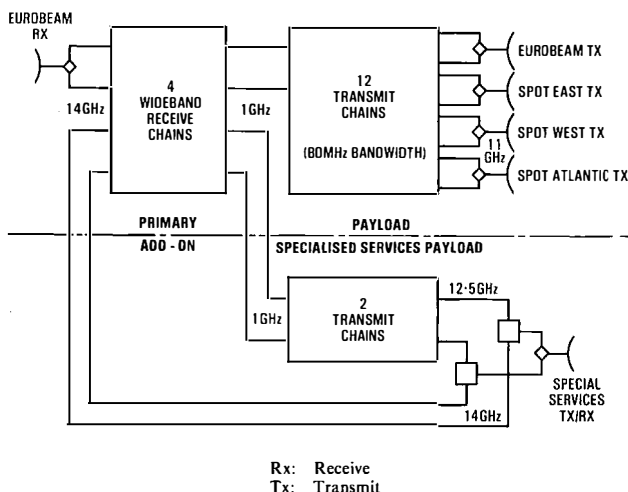 EUROBEAM
RX
14GHz
4
WIDEBAND
RECEIVE
CHAINS
1GHz
12
TRANSMIT
CHAINS
(80MHz BANDWIDTH)
EUROBEAM TX
SPOT EAST TX
SPOT WEST TX
11
GHz
SPOT ATLANTIC TX
PRIMARY
PAYLOAD
ADD - ON
SPECIALISED SERVICES PAYLOAD
1GHz
2
TRANSMIT
CHAINS
12·5GHz
14GHz
SPECIAL
SERVICES
TX/RX
Rx: Receive
Tx: Transmit